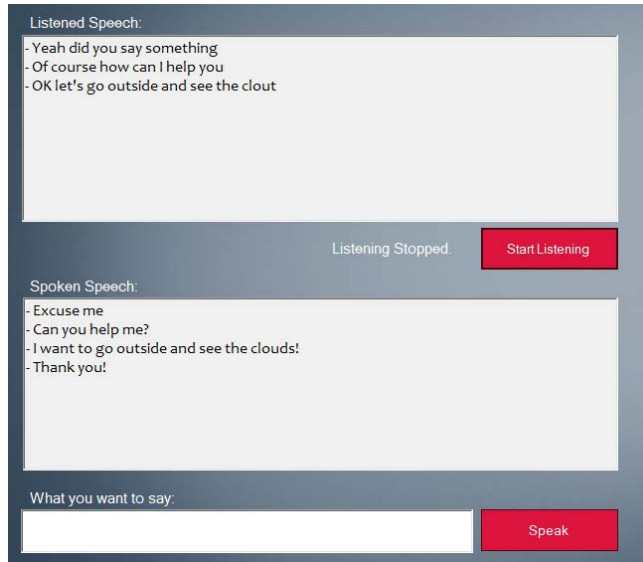 Listened Speech:
- Yeah did you say something
- Of course how can I help you
- OK let's go outside and see the clout
Listening Stopped.
Start Listening
Spoken Speech:
- Excuse me
- Can you help me?
- I want to go outside and see the clouds!
- Thank you!
What you want to say:
Speak